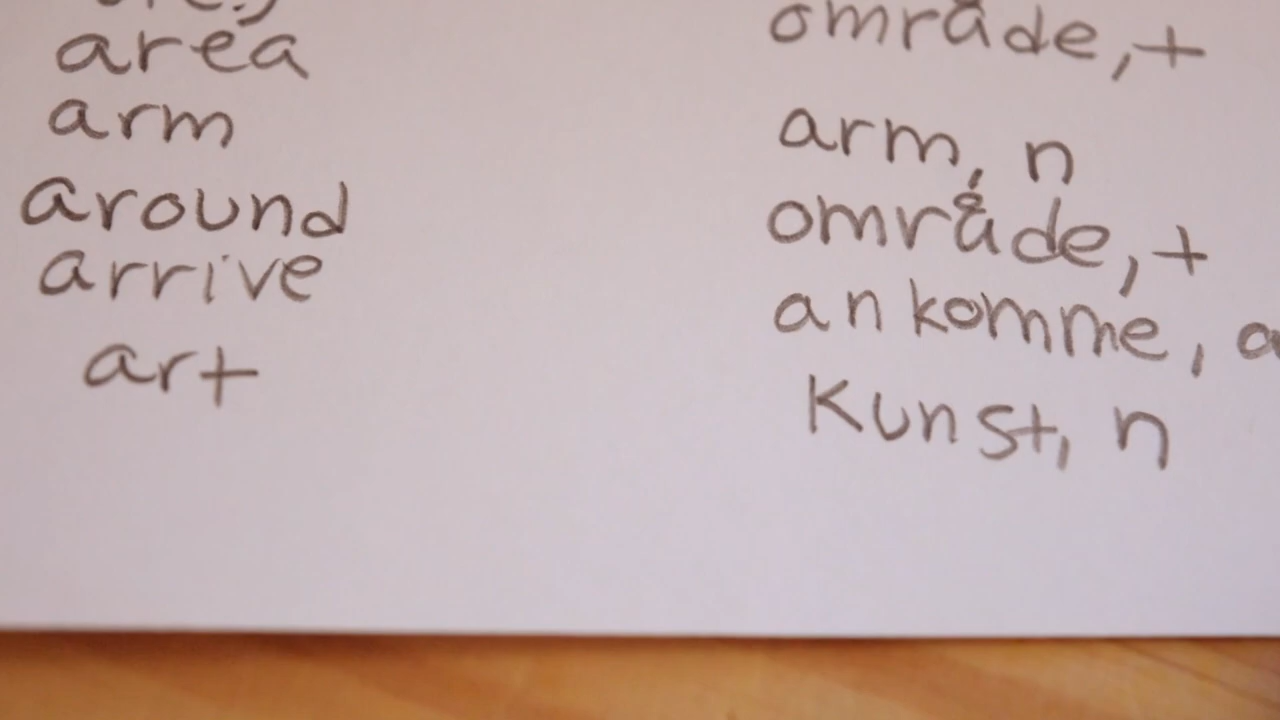 area område, t
arm arm, n
around område, t
arrive ankomme,
art Kunst, n